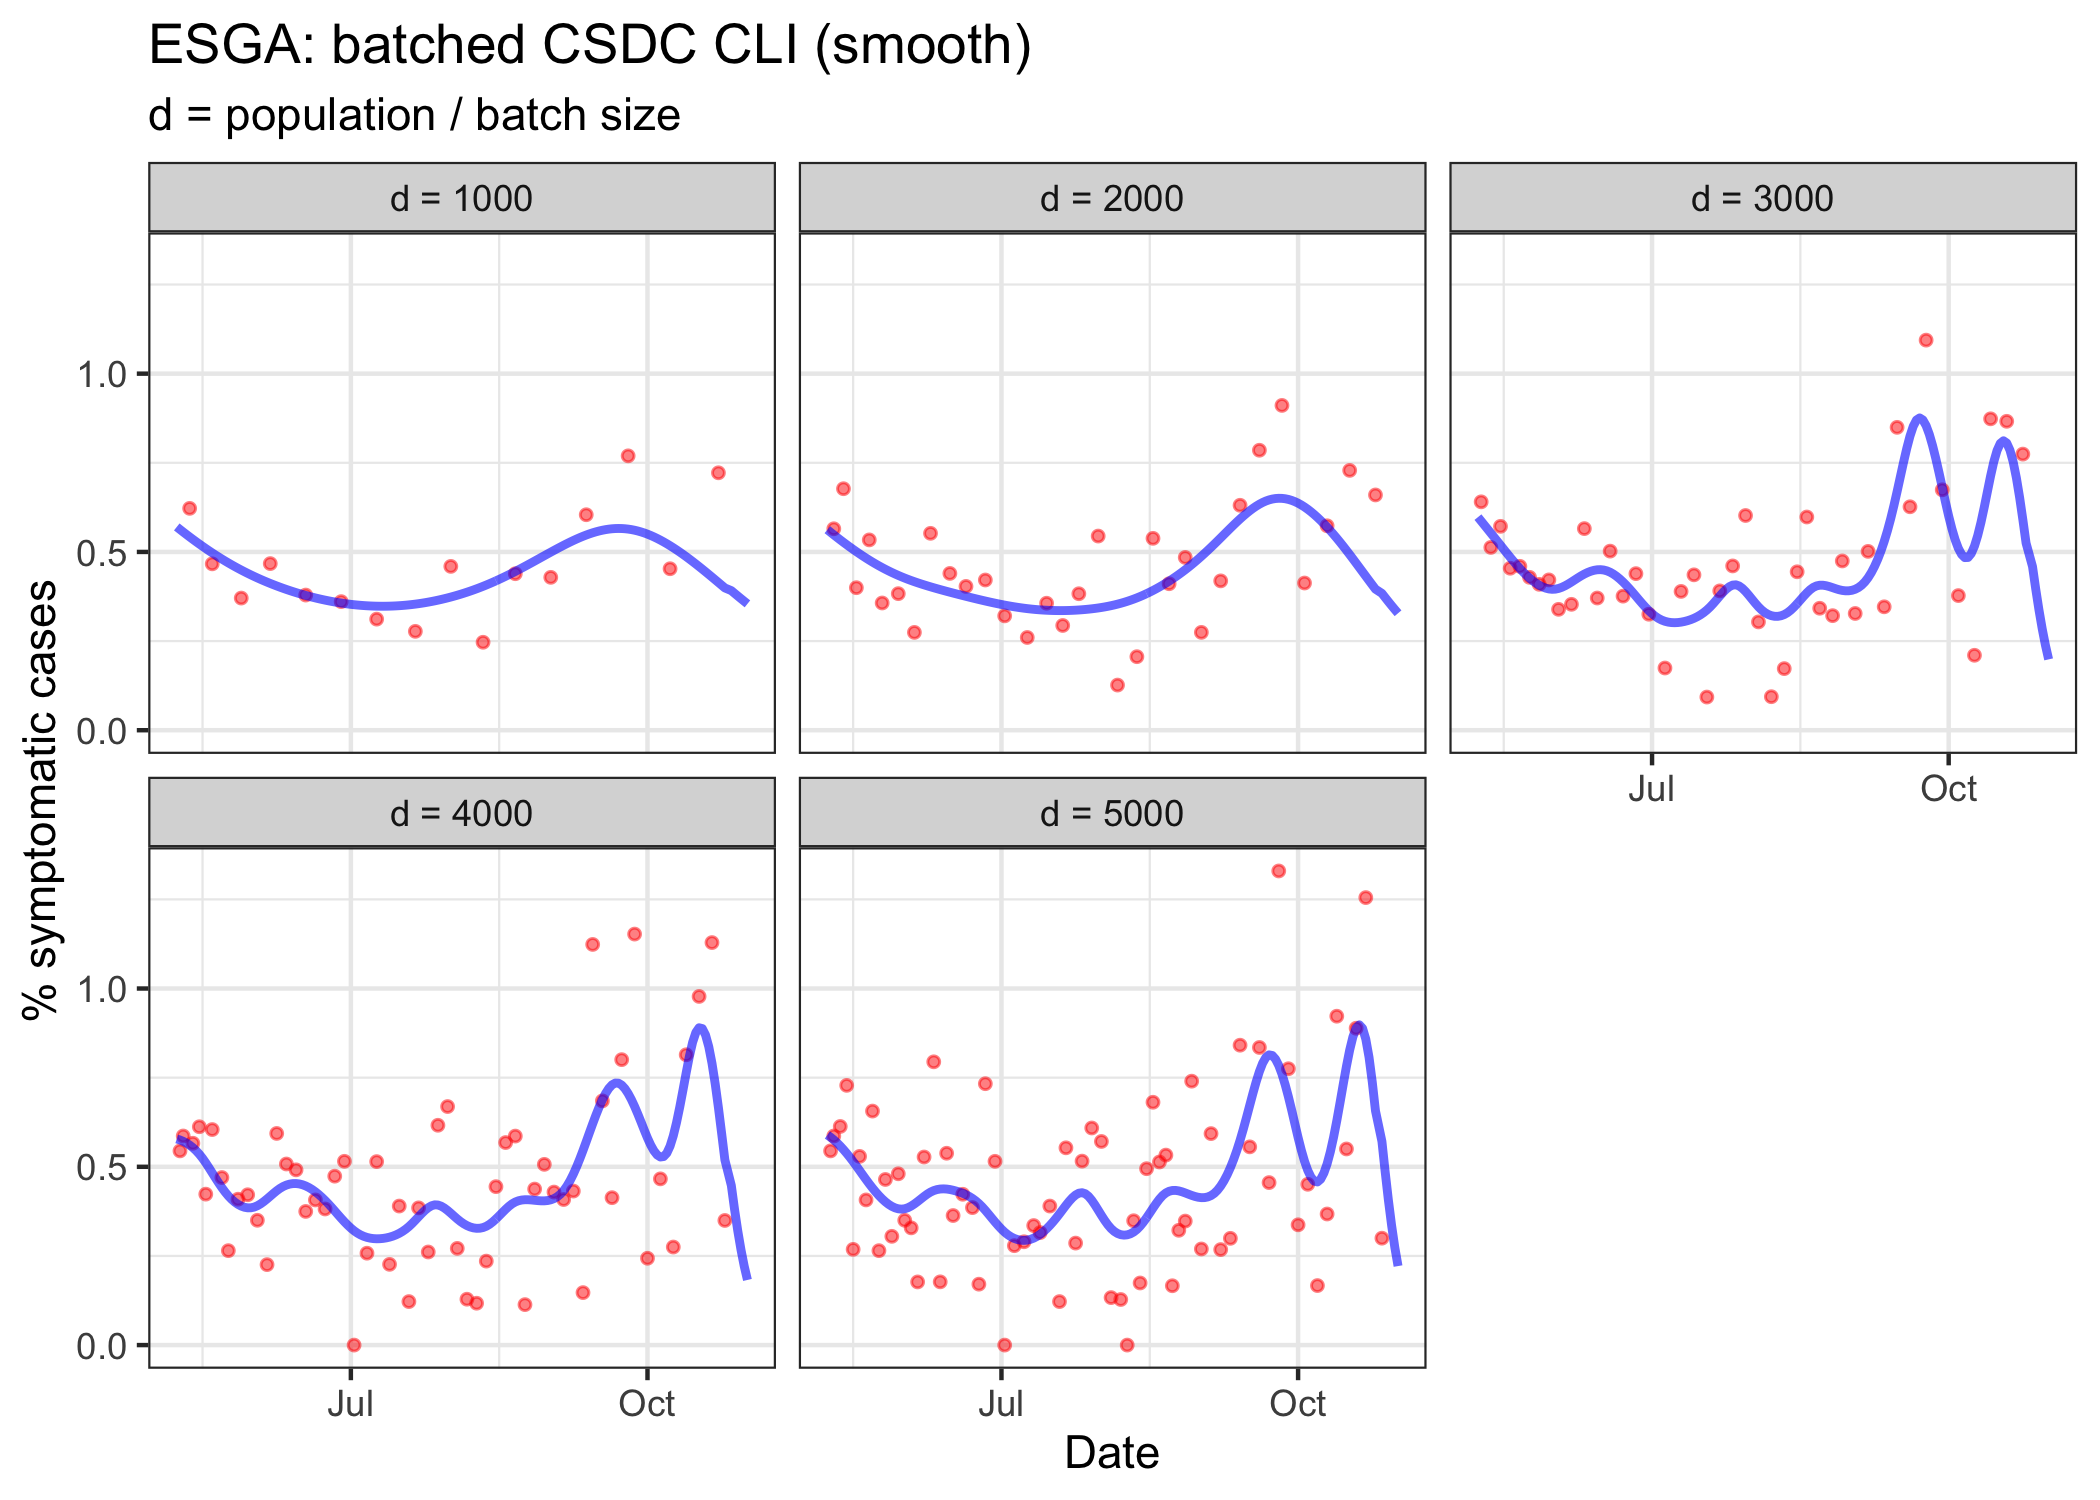 ESGA: batched CSDC CLI (smooth)
d = population / batch size
d = 1000
d = 2000
d = 3000
1.0
0.5
0.0
Jul
Oct
% symptomatic cases
d = 4000
d = 5000
1.0
0.5
0.0
Jul
Oct
Jul
Oct
Date